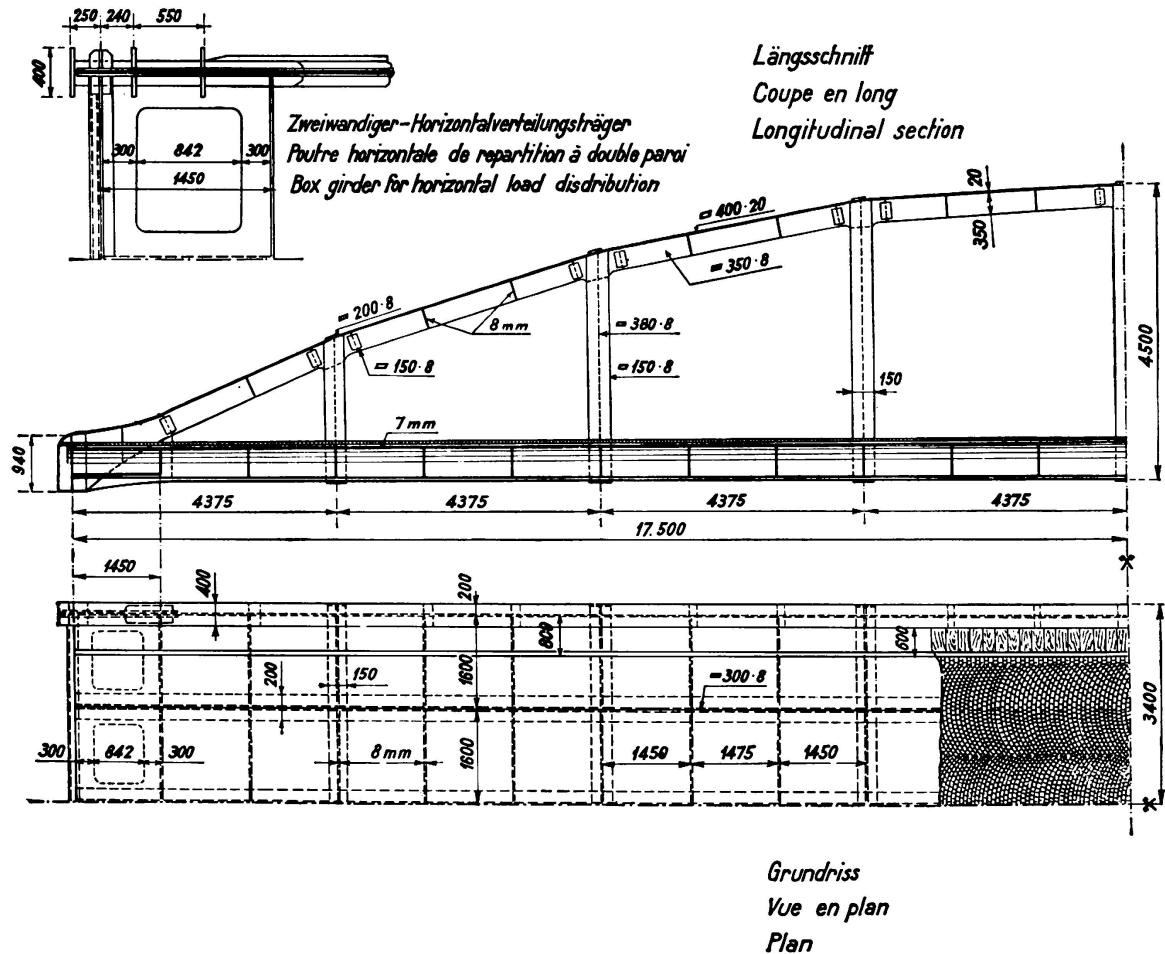 250 240 550
400
Längsschnitt
Coupe en long
Longitudinal section
Zweiwandiger-Horizontalverteilungsträger
Poutre horizontale de repartition à double paroi
Box girder for horizontal load disdribution
300 842 300
1450
20
▭ 400·20
350
▭ 350·8
▭ 200·8
8 mm
▭ 380·8
▭ 150·8
▭ 150·8
150
4500
7 mm
940
4375 4375 4375 4375
17.500
1450
400
200
800
600
1600
200
150
▭ 300·8
3400
300 842 300
8 mm
1600
1450 1475 1450
Grundriss
Vue en plan
Plan